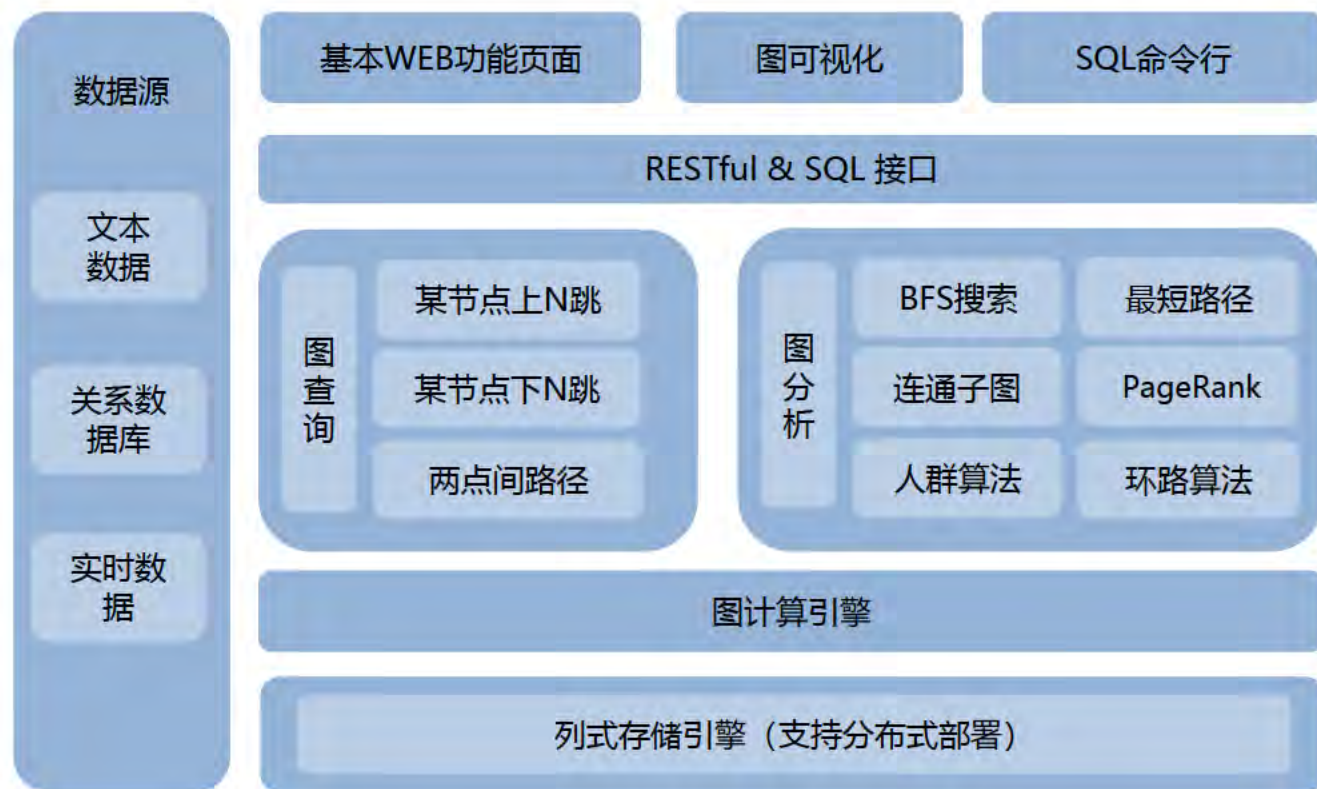 数据源
文本
数据
关系数
据库
实时数
据
基本WEB功能页面
图可视化
SQL命令行
RESTful & SQL 接口
图
查
询
某节点上N跳
某节点下N跳
两点间路径
图
分
析
BFS搜索
最短路径
连通子图
PageRank
人群算法
环路算法
图计算引擎
列式存储引擎（支持分布式部署）